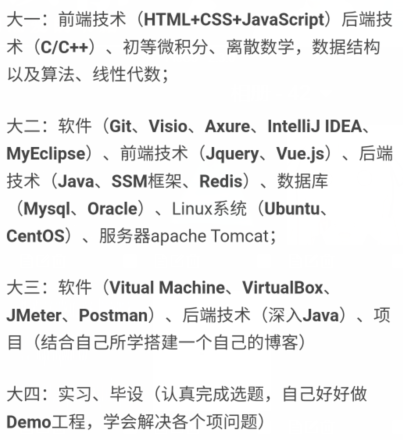 大一：前端技术（HTML+CSS+JavaScript）后端技
术（C/C++）、初等微积分、离散数学，数据结构
以及算法、线性代数；
大二：软件（Git、Visio、Axure、IntelliJ IDEA、
MyEclipse）、前端技术（Jquery、Vue.js）、后端
技术（Java、SSM框架、Redis）、数据库
（Mysql、Oracle）、Linux系统（Ubuntu、
CentOS）、服务器apache Tomcat；
大三：软件（Vitual Machine、VirtualBox、
JMeter、Postman）、后端技术（深入Java）、项
目（结合自己所学搭建一个自己的博客）
大四：实习、毕设（认真完成选题，自己好好做
Demo工程，学会解决各个项问题）